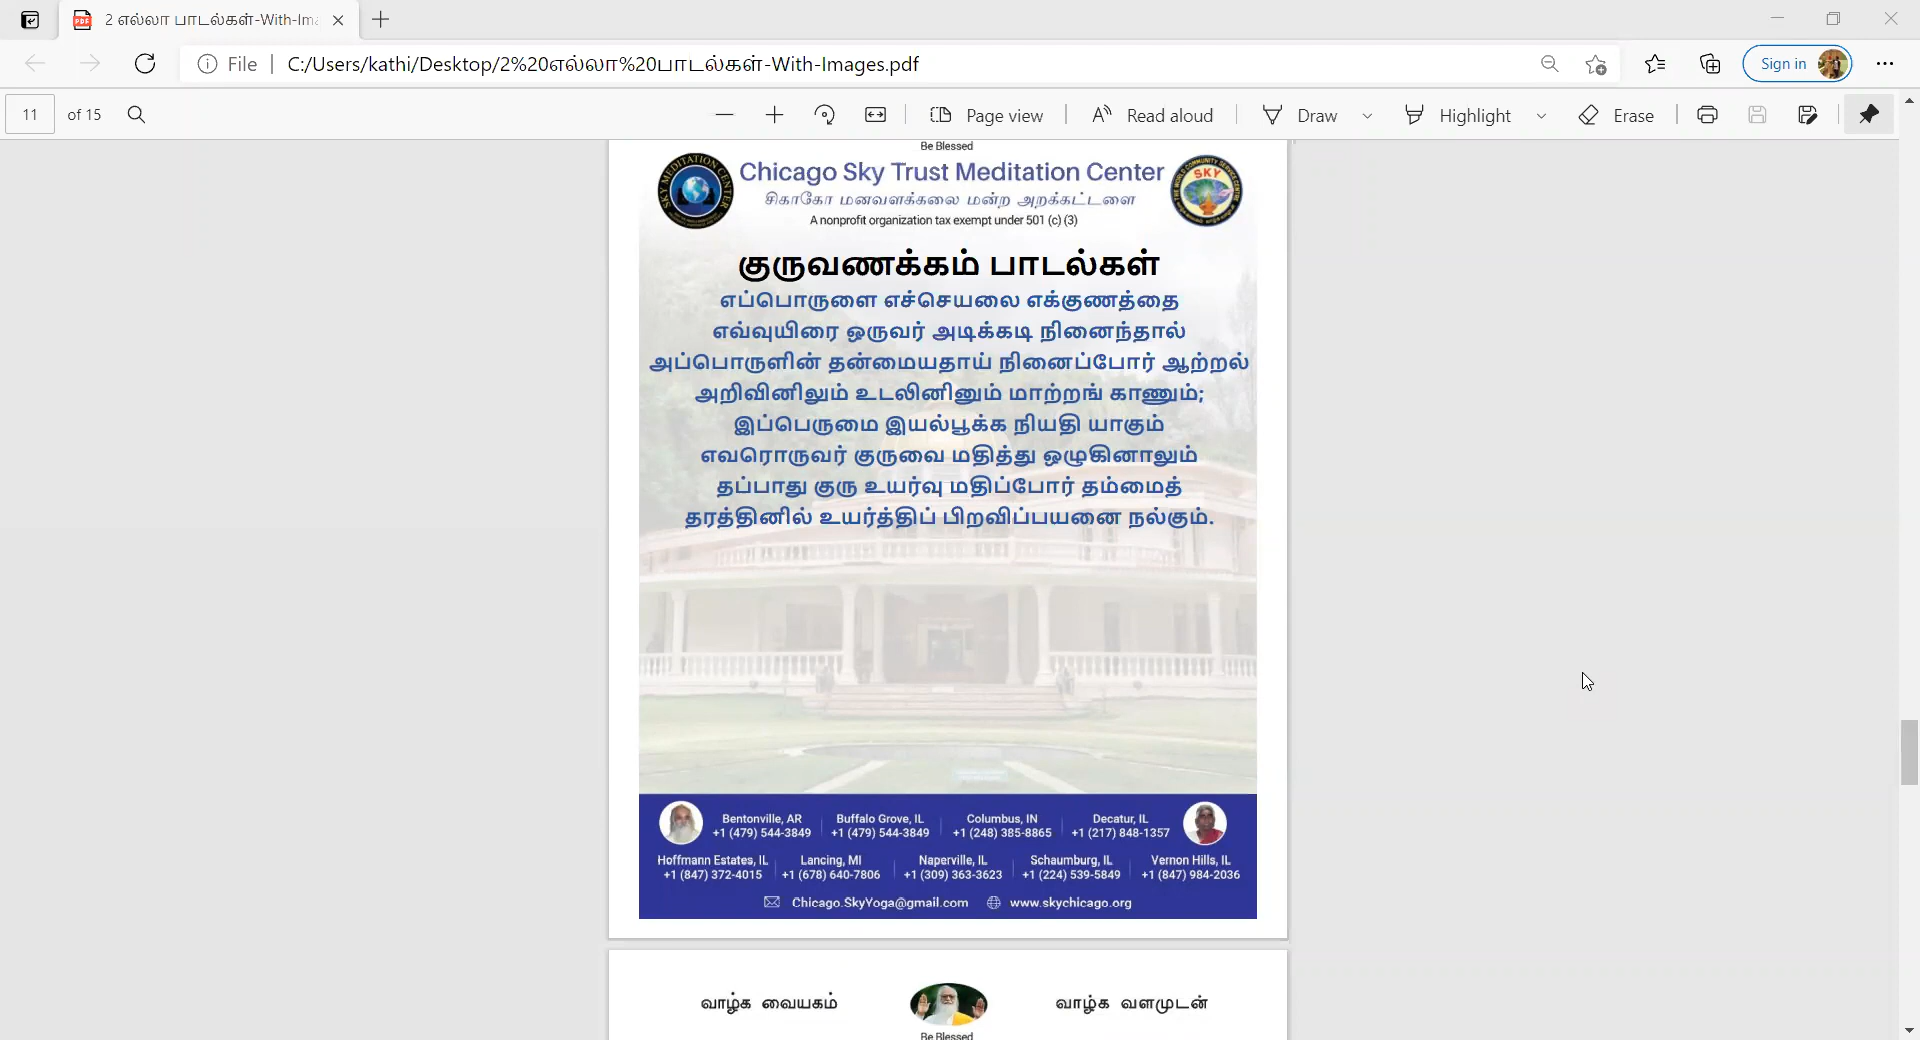 2 எல்லா பாடல்கள்-With-Ima
File
C:/Users/kathi/Desktop/2%20எல்லா%20பாடல்கள்-With-Images.pdf
Sign in
11 of 15
Page view
Read aloud
Draw
Highlight
Erase
Be Blessed
Chicago Sky Trust Meditation Center
சிகாகோ மனவளக்கலை மன்ற அறக்கட்டளை
A nonprofit organization tax exempt under 501 (c) (3)
SKY MEDITATION CENTER
SKY
குருவணக்கம் பாடல்கள்
எப்பொருளை எச்செயலை எக்குணத்தை
எவ்வுயிரை ஒருவர் அடிக்கடி நினைந்தால்
அப்பொருளின் தன்மையதாய் நினைப்போர் ஆற்றல்
அறிவினிலும் உடலினினும் மாற்றங் காணும்;
இப்பெருமை இயல்பூக்க நியதி யாகும்
எவரொருவர் குருவை மதித்து ஒழுகினாலும்
தப்பாது குரு உயர்வு மதிப்போர் தம்மைத்
தரத்தினில் உயர்த்திப் பிறவிப்பயனை நல்கும்.
Bentonville, AR Buffalo Grove, IL Columbus, IN Decatur, IL
+1 (479) 544-3849 +1 (479) 544-3849 +1 (248) 385-8865 +1 (217) 848-1357
Hoffmann Estates, IL Lancing, MI Naperville, IL Schaumburg, IL Vernon Hills, IL
+1 (847) 372-4015 +1 (678) 640-7806 +1 (309) 363-3623 +1 (224) 539-5849 +1 (847) 984-2036
Chicago.SkyYoga@gmail.com www.skychicago.org
வாழ்க வையகம் வாழ்க வளமுடன்
Be Blessed